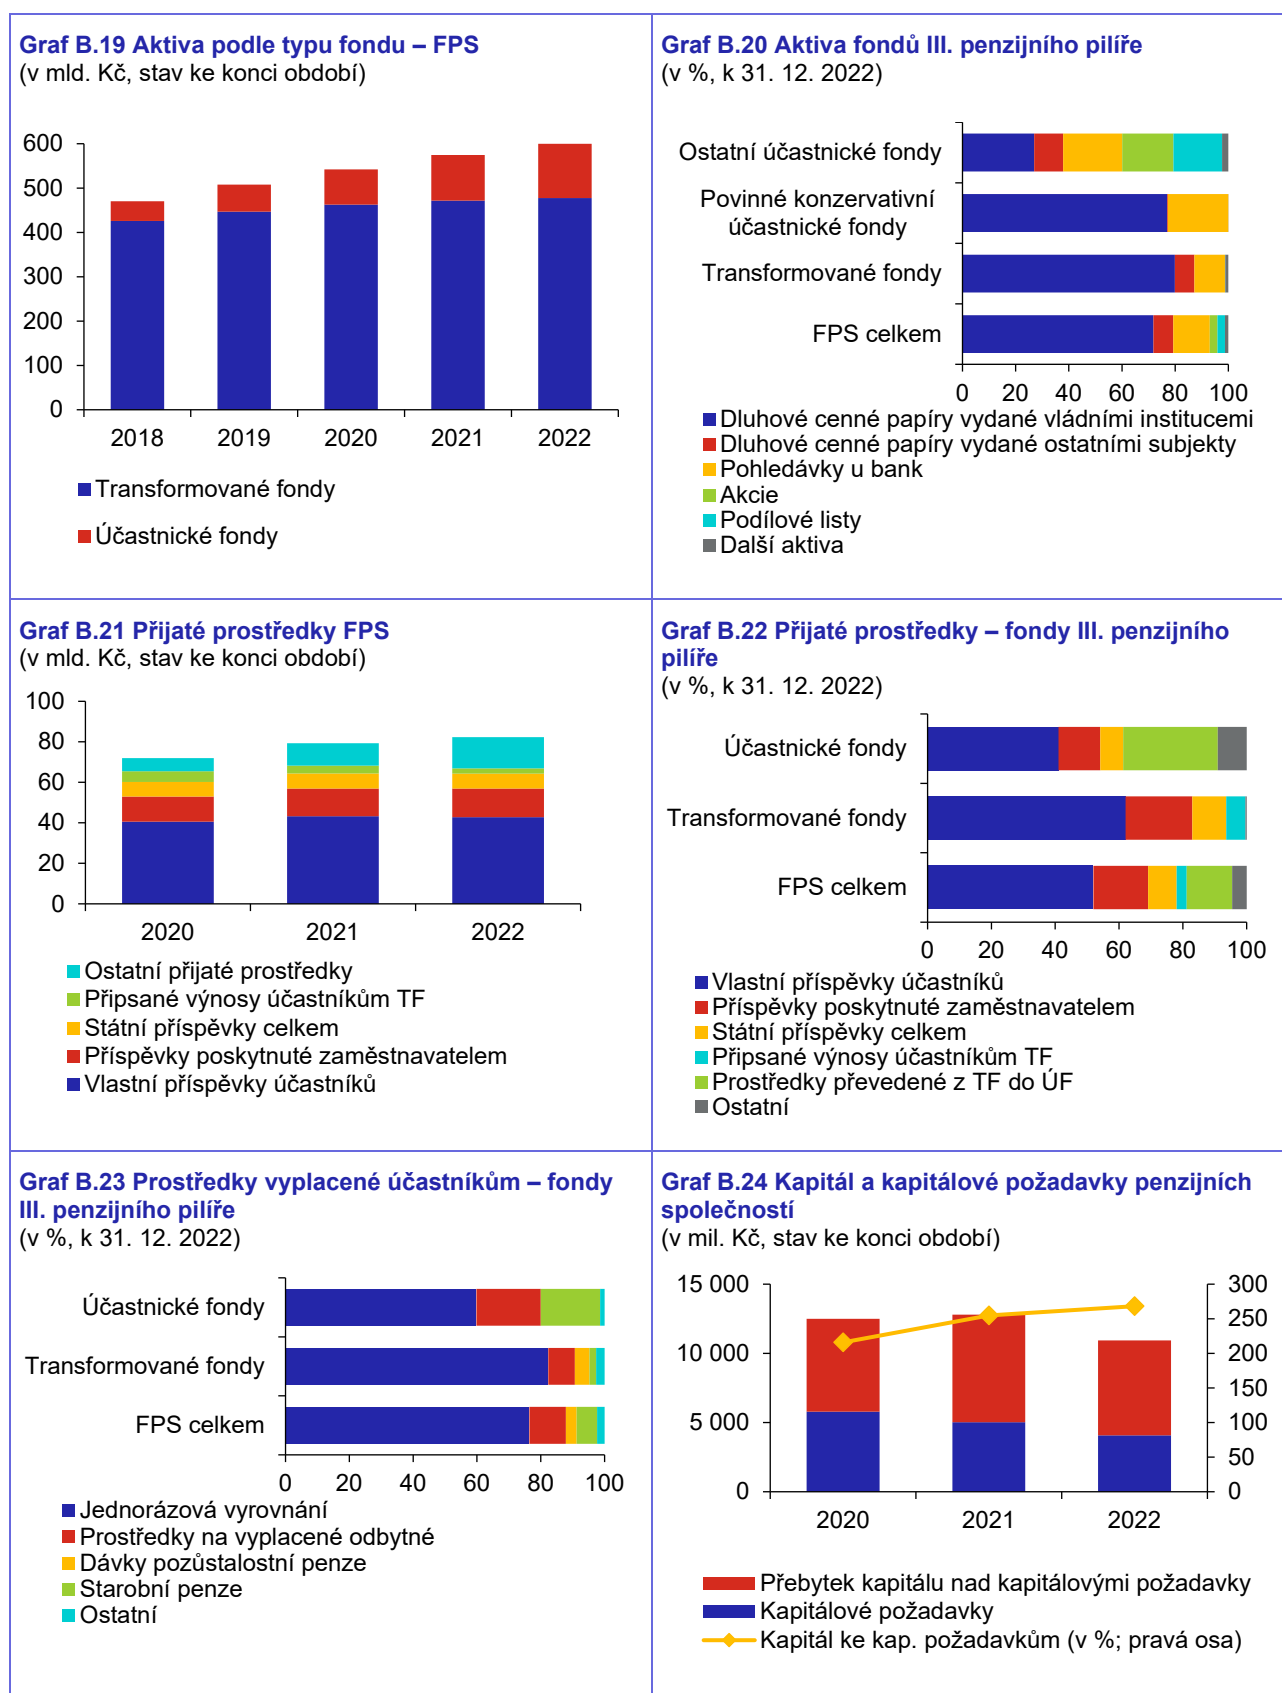 Graf B.19 Aktiva podle typu fondu – FPS
(v mld. Kč, stav ke konci období)
600
500
400
300
200
100
0
2018 2019 2020 2021 2022
Transformované fondy
Účastnické fondy
Graf B.20 Aktiva fondů III. penzijního pilíře
(v %, k 31. 12. 2022)
Ostatní účastnické fondy
Povinné konzervativní
účastnické fondy
Transformované fondy
FPS celkem
0 20 40 60 80 100
Dluhové cenné papíry vydané vládními institucemi
Dluhové cenné papíry vydané ostatními subjekty
Pohledávky u bank
Akcie
Podílové listy
Další aktiva
Graf B.21 Přijaté prostředky FPS
(v mld. Kč, stav ke konci období)
100
80
60
40
20
0
2020 2021 2022
Ostatní přijaté prostředky
Připsané výnosy účastníkům TF
Státní příspěvky celkem
Příspěvky poskytnuté zaměstnavatelem
Vlastní příspěvky účastníků
Graf B.22 Přijaté prostředky – fondy III. penzijního
pilíře
(v %, k 31. 12. 2022)
Účastnické fondy
Transformované fondy
FPS celkem
0 20 40 60 80 100
Vlastní příspěvky účastníků
Příspěvky poskytnuté zaměstnavatelem
Státní příspěvky celkem
Připsané výnosy účastníkům TF
Prostředky převedené z TF do ÚF
Ostatní
Graf B.23 Prostředky vyplacené účastníkům – fondy
III. penzijního pilíře
(v %, k 31. 12. 2022)
Účastnické fondy
Transformované fondy
FPS celkem
0 20 40 60 80 100
Jednorázová vyrovnání
Prostředky na vyplacené odbytné
Dávky pozůstalostní penze
Starobní penze
Ostatní
Graf B.24 Kapitál a kapitálové požadavky penzijních
společností
(v mil. Kč, stav ke konci období)
15 000
10 000
5 000
0
300
250
200
150
100
50
0
2020 2021 2022
Přebytek kapitálu nad kapitálovými požadavky
Kapitálové požadavky
Kapitál ke kap. požadavkům (v %; pravá osa)